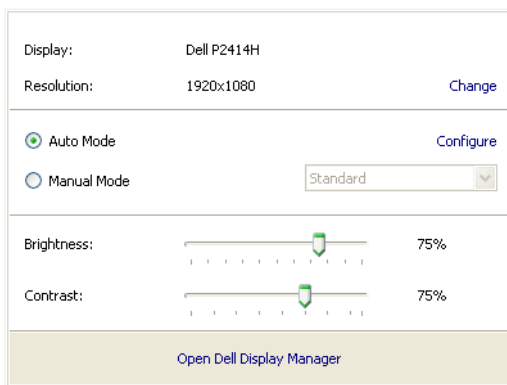 Display: Dell P2414H
Resolution: 1920x1080 Change
Auto Mode Configure
Manual Mode Standard
Brightness: 75%
Contrast: 75%
Open Dell Display Manager